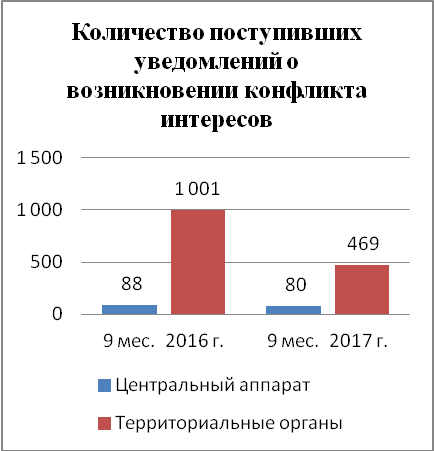 Количество поступивших
уведомлений о
возникновении конфликта
интересов
1 500
1 000
500
0
88
1 001
80
469
9 мес. 2016 г.
9 мес. 2017 г.
Центральный аппарат
Территориальные органы